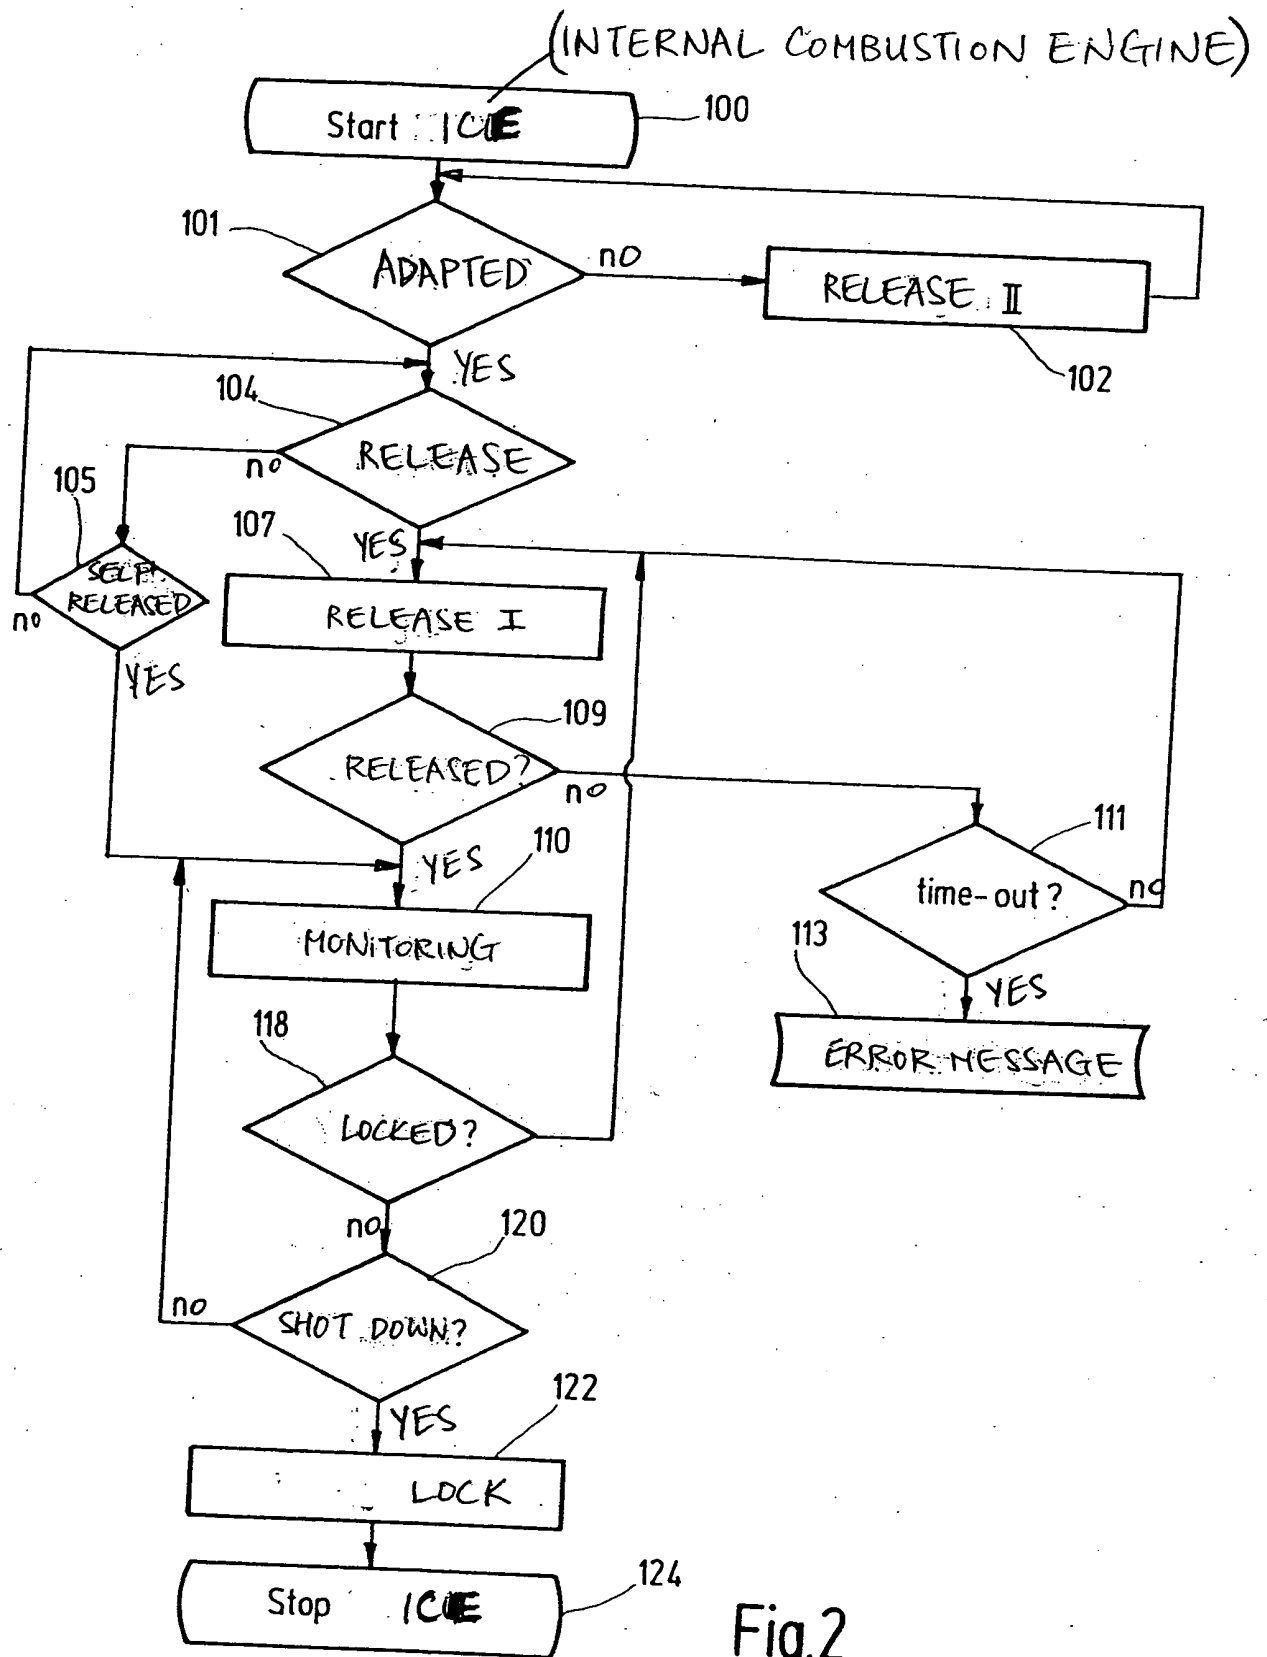 (INTERNAL COMBUSTION ENGINE)
Start ICE
100
101
ADAPTED
no
RELEASE II
102
YES
104
RELEASE
no
105
SELF
RELEASED
no
YES
107
YES
RELEASE I
109
RELEASED?
no
YES
110
111
time-out?
no
MONITORING
113
YES
ERROR MESSAGE
118
LOCKED?
no
120
SHOT DOWN?
no
YES
122
LOCK
Stop ICE
124
Fig.2